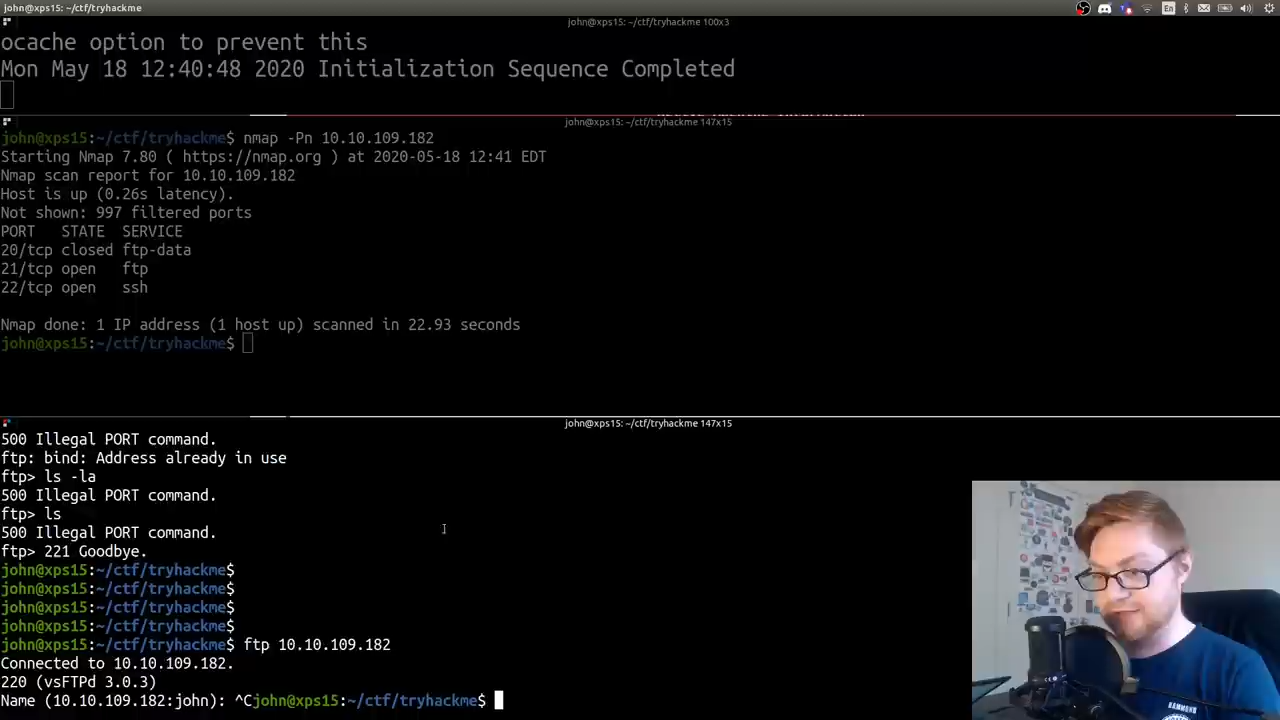 john@xps15: ~/ctf/tryhackme
En
john@xps15: ~/ctf/tryhackme 100x3
ocache option to prevent this
Mon May 18 12:40:48 2020 Initialization Sequence Completed
john@xps15: ~/ctf/tryhackme 147x15
john@xps15:~/ctf/tryhackme$ nmap -Pn 10.10.109.182
Starting Nmap 7.80 ( https://nmap.org ) at 2020-05-18 12:41 EDT
Nmap scan report for 10.10.109.182
Host is up (0.26s latency).
Not shown: 997 filtered ports
PORT   STATE  SERVICE
20/tcp closed ftp-data
21/tcp open   ftp
22/tcp open   ssh
Nmap done: 1 IP address (1 host up) scanned in 22.93 seconds
john@xps15:~/ctf/tryhackme$
john@xps15: ~/ctf/tryhackme 147x15
500 Illegal PORT command.
ftp: bind: Address already in use
ftp> ls -la
500 Illegal PORT command.
ftp> ls
500 Illegal PORT command.
ftp> 221 Goodbye.
john@xps15:~/ctf/tryhackme$
john@xps15:~/ctf/tryhackme$
john@xps15:~/ctf/tryhackme$
john@xps15:~/ctf/tryhackme$
john@xps15:~/ctf/tryhackme$ ftp 10.10.109.182
Connected to 10.10.109.182.
220 (vsFTPd 3.0.3)
Name (10.10.109.182:john): ^Cjohn@xps15:~/ctf/tryhackme$
HAMMOND